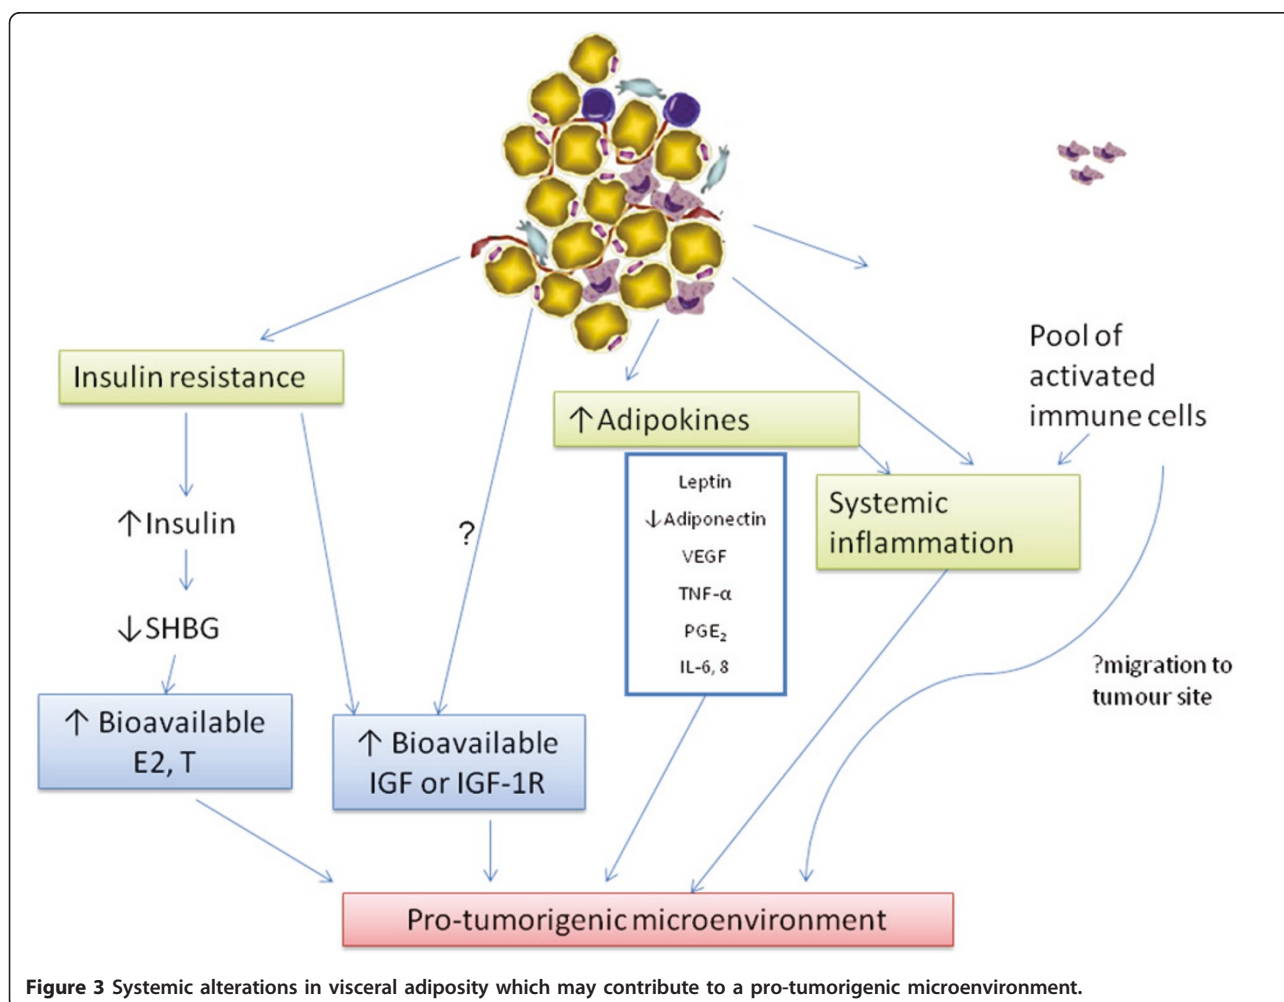 Insulin resistance
↑Insulin
↓SHBG
↑ Bioavailable
E2, T
?
↑ Bioavailable
IGF or IGF-1R
↑Adipokines
Leptin
↓Adiponectin
VEGF
TNF-α
PGE₂
IL-6, 8
Pool of
activated
immune cells
Systemic
inflammation
?migration to
tumour site
Pro-tumorigenic microenvironment
Figure 3 Systemic alterations in visceral adiposity which may contribute to a pro-tumorigenic microenvironment.